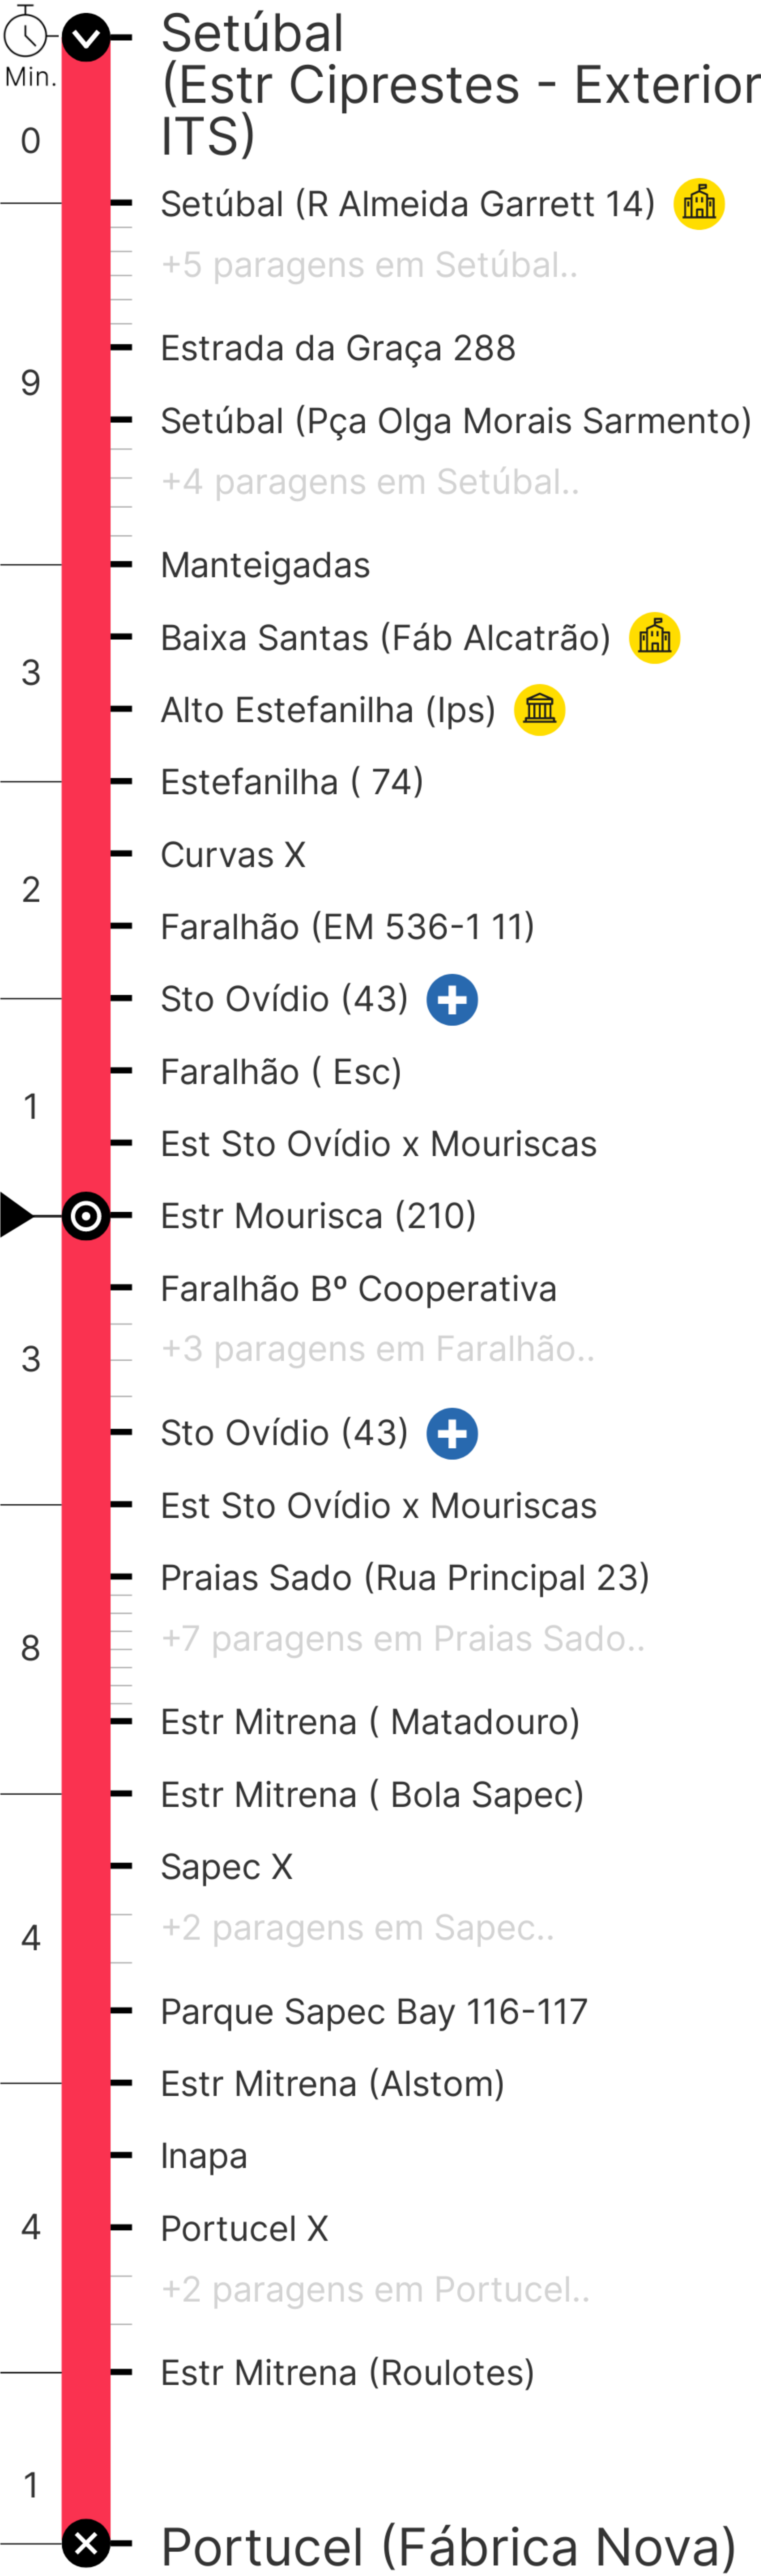 Setúbal
(Estr Ciprestes - Exterior
ITS)
Min.
0
Setúbal (R Almeida Garrett 14)
+5 paragens em Setúbal..
Estrada da Graça 288
9
Setúbal (Pça Olga Morais Sarmento)
+4 paragens em Setúbal..
Manteigadas
Baixa Santas (Fáb Alcatrão)
3
Alto Estefanilha (Ips)
Estefanilha ( 74)
Curvas X
2
Faralhão (EM 536-1 11)
Sto Ovídio (43)
Faralhão ( Esc)
1
Est Sto Ovídio x Mouriscas
Estr Mourisca (210)
Faralhão Bº Cooperativa
+3 paragens em Faralhão..
3
Sto Ovídio (43)
Est Sto Ovídio x Mouriscas
Praias Sado (Rua Principal 23)
+7 paragens em Praias Sado..
8
Estr Mitrena ( Matadouro)
Estr Mitrena ( Bola Sapec)
Sapec X
+2 paragens em Sapec..
4
Parque Sapec Bay 116-117
Estr Mitrena (Alstom)
Inapa
4
Portucel X
+2 paragens em Portucel..
Estr Mitrena (Roulotes)
1
Portucel (Fábrica Nova)